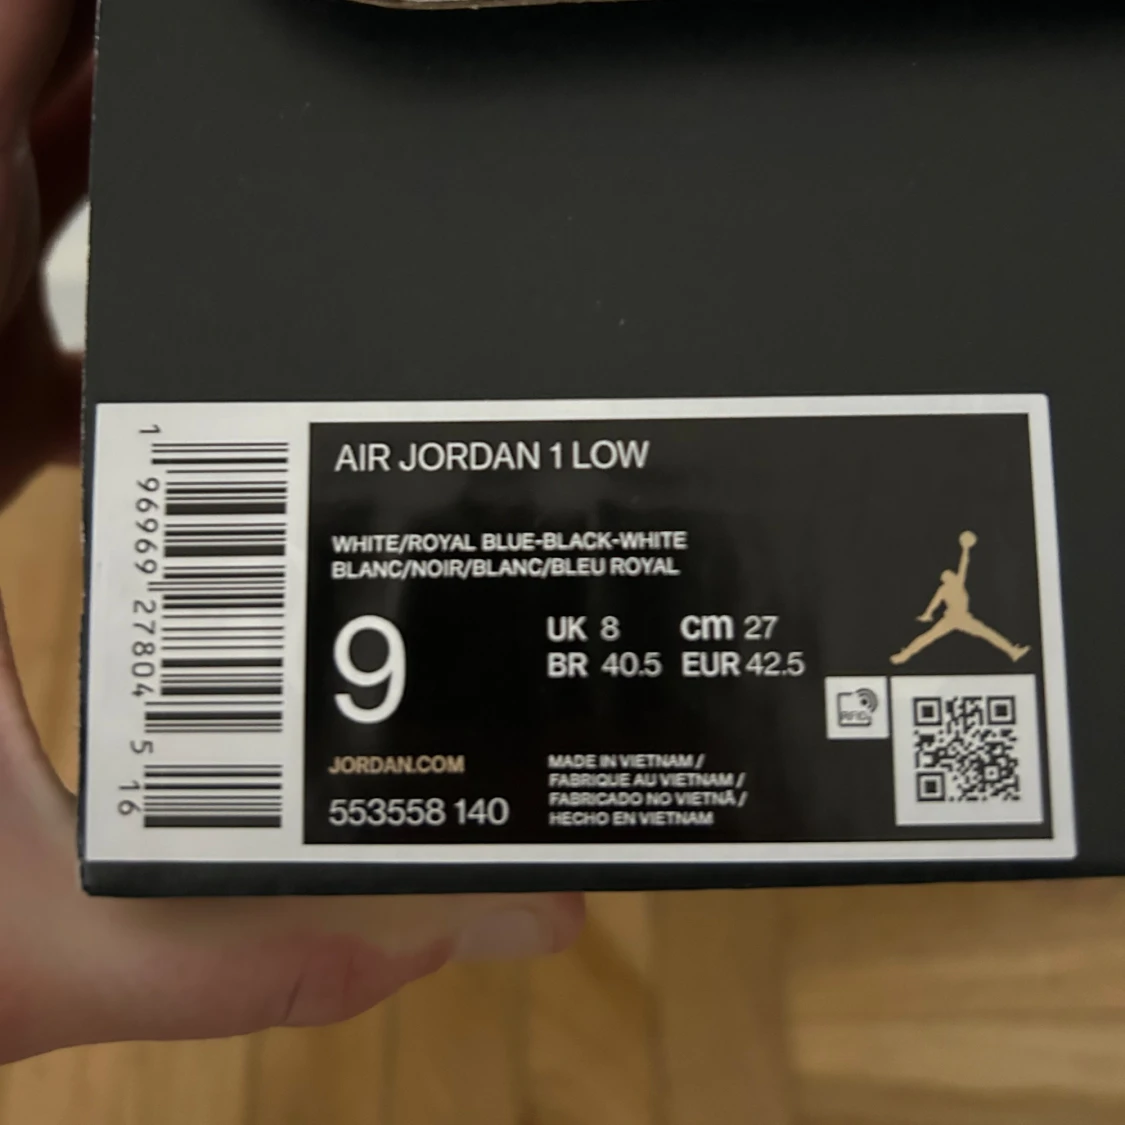 AIR JORDAN 1 LOW
WHITE/ROYAL BLUE-BLACK-WHITE
BLANC/NOIR/BLANC/BLEU ROYAL
9
UK 8 cm 27
BR 40.5 EUR 42.5
JORDAN.COM
553558 140
MADE IN VIETNAM /
FABRIQUE AU VIETNAM /
FABRICADO NO VIETNÃ /
HECHO EN VIETNAM
RFID
1 96969 27804 5 16